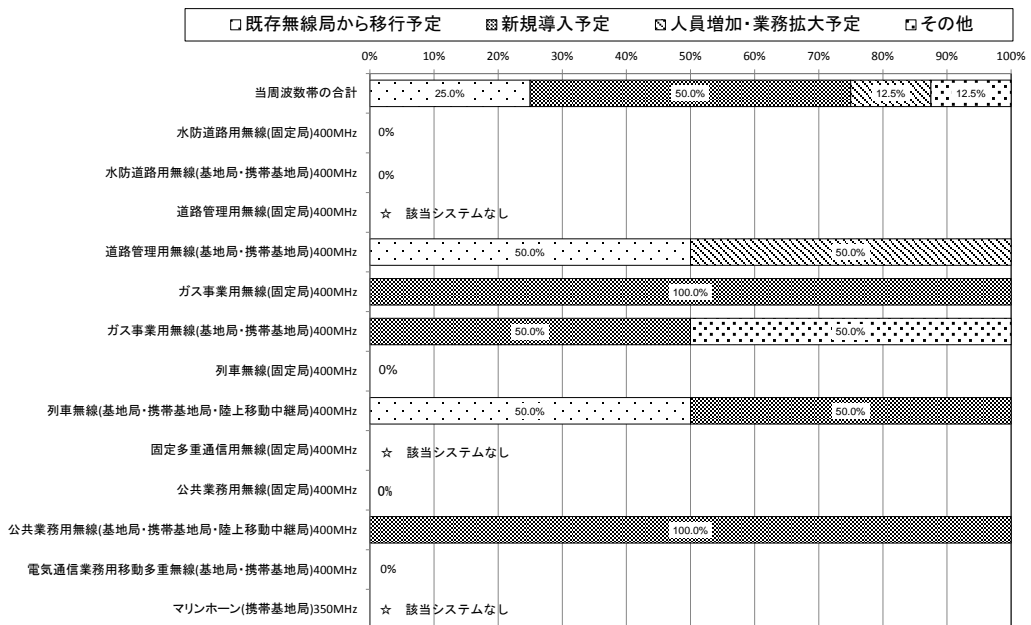 既存無線局から移行予定 新規導入予定 人員増加・業務拡大予定 その他
0% 10% 20% 30% 40% 50% 60% 70% 80% 90% 100%
当周波数帯の合計 25.0% 50.0% 12.5% 12.5%
水防道路用無線(固定局)400MHz 0%
水防道路用無線(基地局・携帯基地局)400MHz 0%
道路管理用無線(固定局)400MHz ☆ 該当システムなし
道路管理用無線(基地局・携帯基地局)400MHz 50.0% 50.0%
ガス事業用無線(固定局)400MHz 100.0%
ガス事業用無線(基地局・携帯基地局)400MHz 50.0% 50.0%
列車無線(固定局)400MHz 0%
列車無線(基地局・携帯基地局・陸上移動中継局)400MHz 50.0% 50.0%
固定多重通信用無線(固定局)400MHz ☆ 該当システムなし
公共業務用無線(固定局)400MHz 0%
公共業務用無線(基地局・携帯基地局・陸上移動中継局)400MHz 100.0%
電気通信業務用移動多重無線(基地局・携帯基地局)400MHz 0%
マリンホーン(携帯基地局)350MHz ☆ 該当システムなし